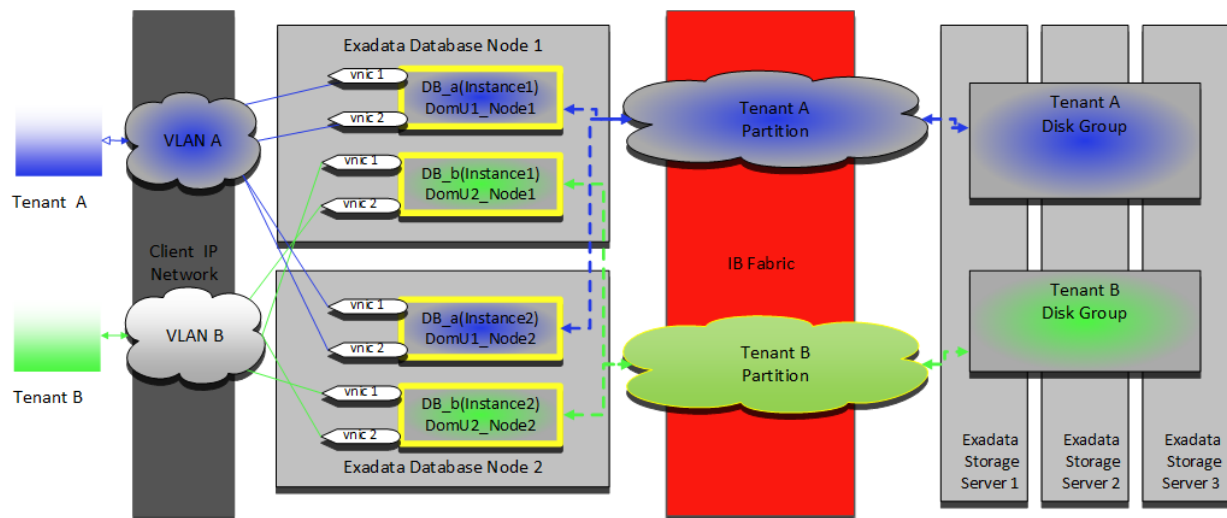 Tenant A
Tenant B
VLAN A
Client IP
Network
VLAN B
Exadata Database Node 1
vnic 1
DB_a(Instance1)
DomU1_Node1
vnic 2
vnic 1
DB_b(Instance1)
DomU2_Node1
vnic 2
vnic 1
DB_a(Instance2)
DomU1_Node2
vnic 2
vnic 1
DB_b(Instance2)
DomU2_Node2
vnic 2
Exadata Database Node 2
Tenant A
Partition
IB Fabric
Tenant B
Partition
Tenant A
Disk Group
Tenant B
Disk Group
Exadata
Storage
Server 1
Exadata
Storage
Server 2
Exadata
Storage
Server 3